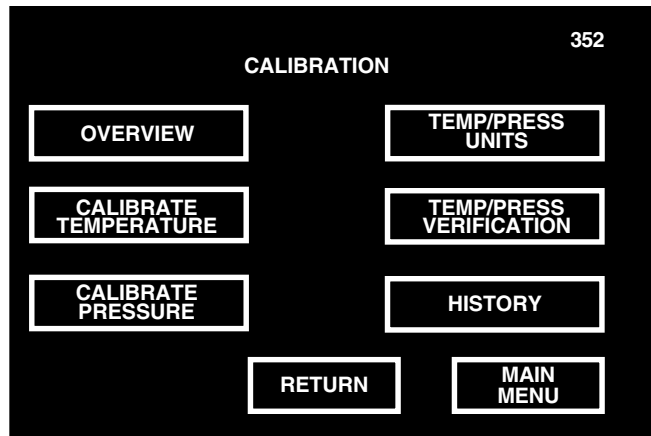 352
CALIBRATION
OVERVIEW
TEMP/PRESS
UNITS
CALIBRATE
TEMPERATURE
TEMP/PRESS
VERIFICATION
CALIBRATE
PRESSURE
HISTORY
RETURN
MAIN
MENU